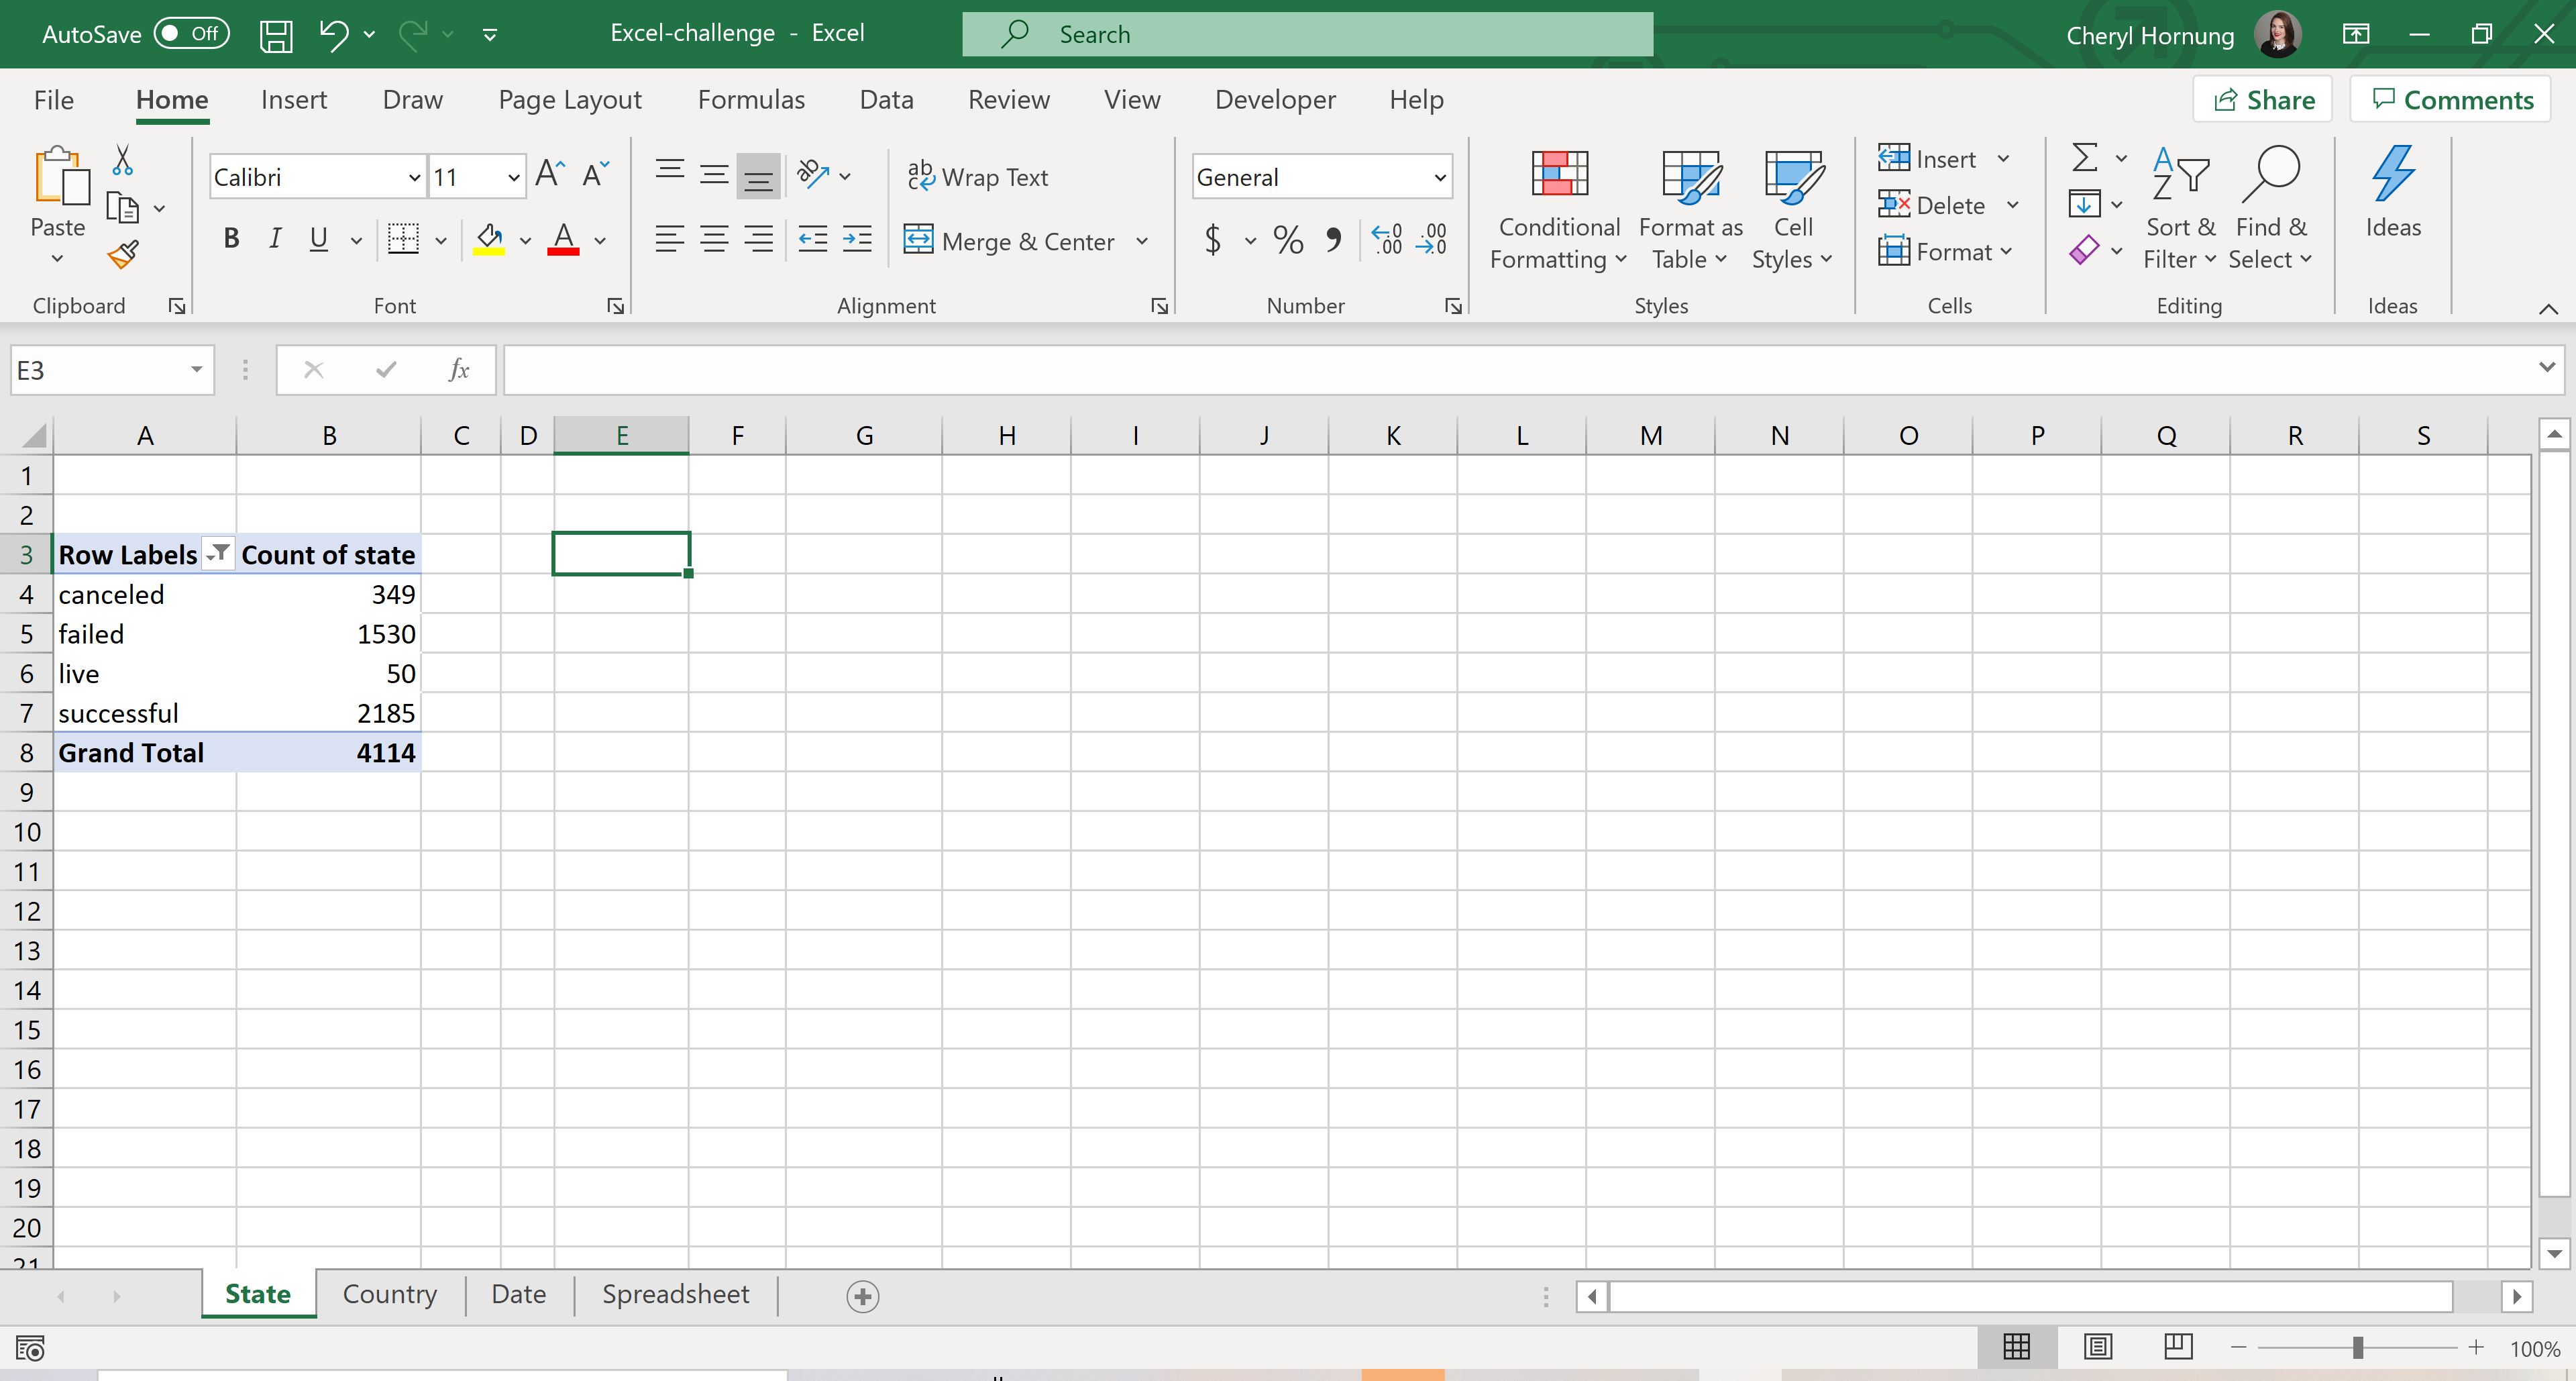 AutoSave Off Excel-challenge - Excel Search Cheryl Hornung
File Home Insert Draw Page Layout Formulas Data Review View Developer Help Share Comments
Paste
Clipboard
Calibri 11
B I U
Font
Wrap Text
Merge & Center
Alignment
General
$ % 
Number
Conditional Formatting
Format as Table
Cell Styles
Styles
Insert
Delete
Format
Cells
Sort & Filter
Find & Select
Editing
Ideas
Ideas
E3 fx
A B C D E F G H I J K L M N O P Q R S
1
2
3 Row Labels Count of state
4 canceled 349
5 failed 1530
6 live 50
7 successful 2185
8 Grand Total 4114
9
10
11
12
13
14
15
16
17
18
19
20
21
State Country Date Spreadsheet
100%